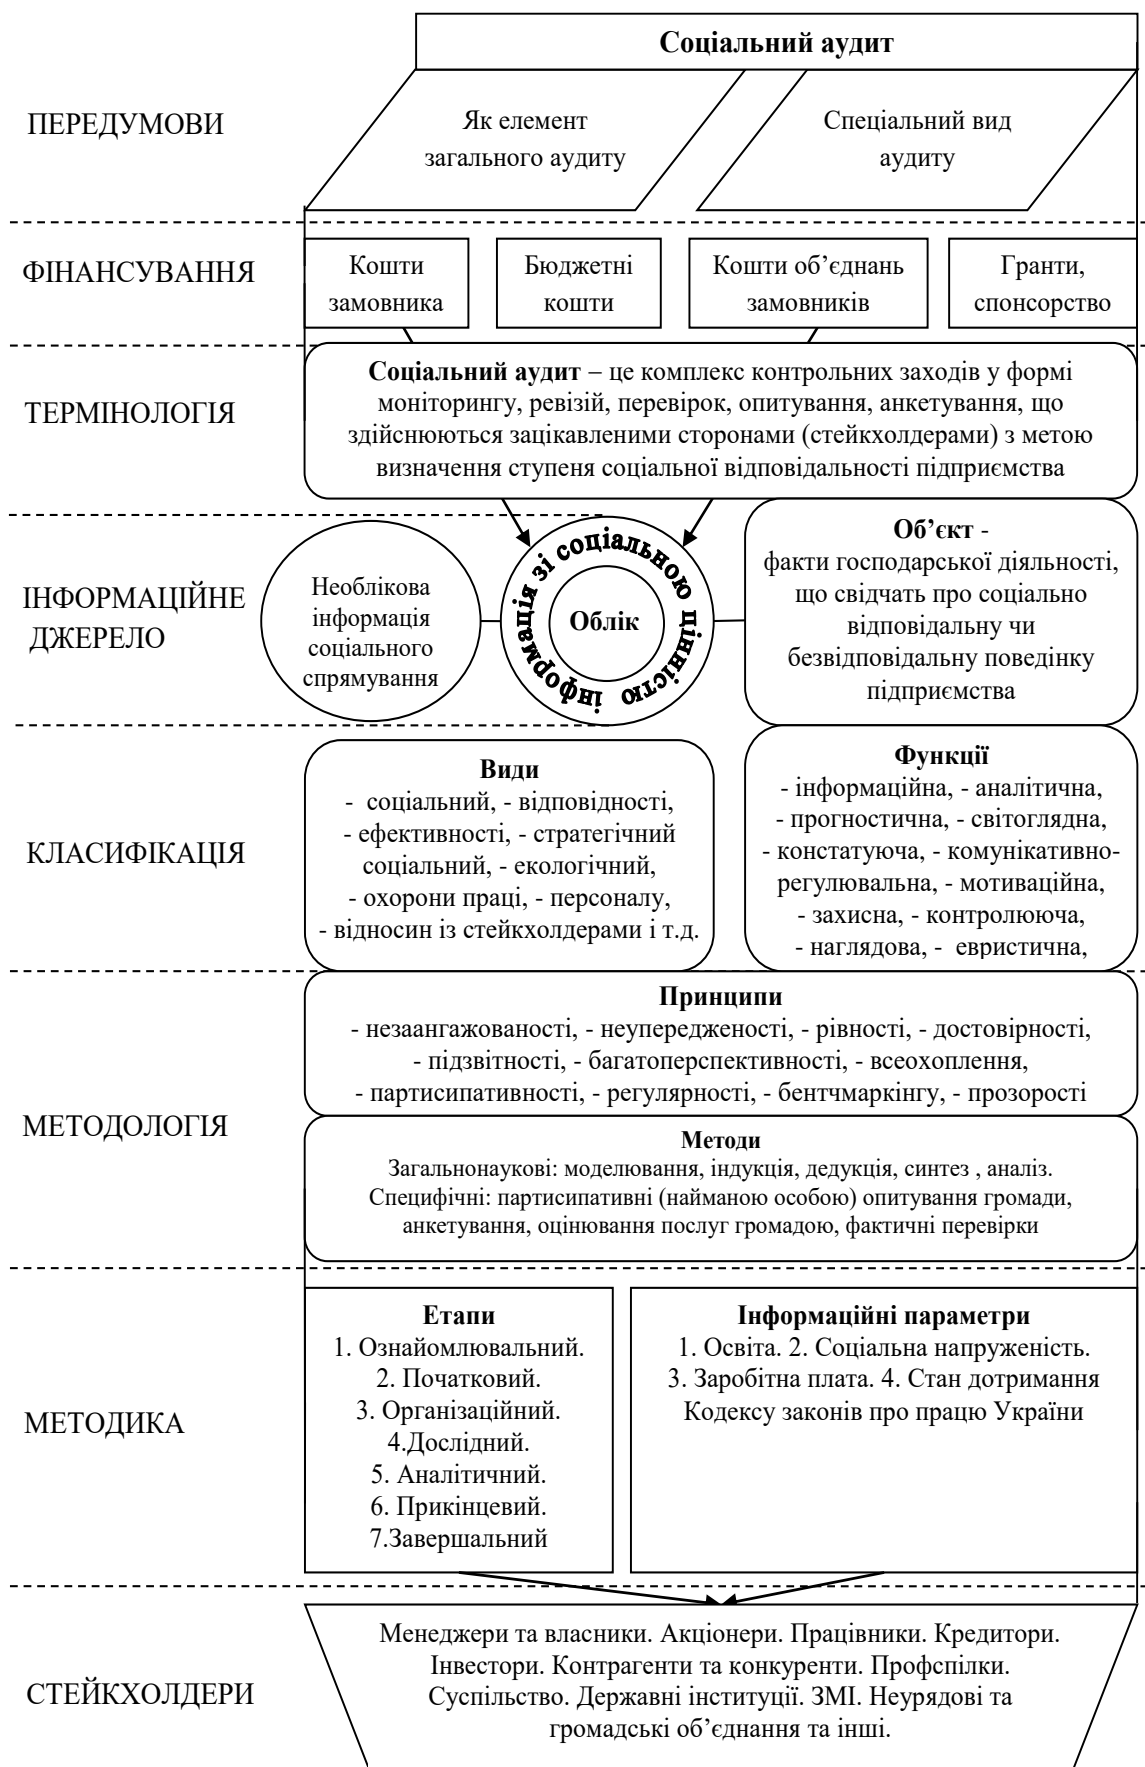 Соціальний аудит
ПЕРЕДУМОВИ
Як елемент
загального аудиту
Спеціальний вид
аудиту
ФІНАНСУВАННЯ
Кошти
замовника
Бюджетні
кошти
Кошти об’єднань
замовників
Гранти,
спонсорство
ТЕРМІНОЛОГІЯ
Соціальний аудит – це комплекс контрольних заходів у формі
моніторингу, ревізій, перевірок, опитування, анкетування, що
здійснюються зацікавленими сторонами (стейкхолдерами) з метою
визначення ступеня соціальної відповідальності підприємства
ІНФОРМАЦІЙНЕ
ДЖЕРЕЛО
Необлікова
інформація
соціального
спрямування
інформація зі соціальною цінністю
Облік
Об’єкт -
факти господарської діяльності,
що свідчать про соціально
відповідальну чи
безвідповідальну поведінку
підприємства
КЛАСИФІКАЦІЯ
Види
- соціальний, - відповідності,
- ефективності, - стратегічний
соціальний, - екологічний,
- охорони праці, - персоналу,
- відносин із стейкхолдерами і т.д.
Функції
- інформаційна, - аналітична,
- прогностична, - світоглядна,
- констатуюча, - комунікативно-
регулювальна, - мотиваційна,
- захисна, - контролююча,
- наглядова, - евристична,
МЕТОДОЛОГІЯ
Принципи
- незаангажованості, - неупередженості, - рівності, - достовірності,
- підзвітності, - багатоперспективності, - всеохоплення,
- партисипативності, - регулярності, - бентчмаркінгу, - прозорості
Методи
Загальнонаукові: моделювання, індукція, дедукція, синтез , аналіз.
Специфічні: партисипативні (найманою особою) опитування громади,
анкетування, оцінювання послуг громадою, фактичні перевірки
МЕТОДИКА
Етапи
1. Ознайомлювальний.
2. Початковий.
3. Організаційний.
4.Дослідний.
5. Аналітичний.
6. Прикінцевий.
7.Завершальний
Інформаційні параметри
1. Освіта. 2. Соціальна напруженість.
3. Заробітна плата. 4. Стан дотримання
Кодексу законів про працю України
СТЕЙКХОЛДЕРИ
Менеджери та власники. Акціонери. Працівники. Кредитори.
Інвестори. Контрагенти та конкуренти. Профспілки.
Суспільство. Державні інституції. ЗМІ. Неурядові та
громадські об’єднання та інші.